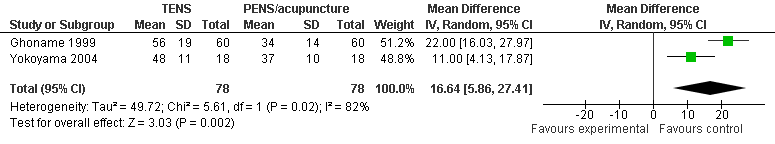 TENS PENS/acupuncture Mean Difference Mean Difference
Study or Subgroup Mean SD Total Mean SD Total Weight IV, Random, 95% CI IV, Random, 95% CI
Ghoname 1999 56 19 60 34 14 60 51.2% 22.00 [16.03, 27.97]
Yokoyama 2004 48 11 18 37 10 18 48.8% 11.00 [4.13, 17.87]
Total (95% CI) 78 78 100.0% 16.64 [5.86, 27.41]
Heterogeneity: Tau² = 49.72; Chi² = 5.61, df = 1 (P = 0.02); I² = 82%
Test for overall effect: Z = 3.03 (P = 0.002)
-20 -10 0 10 20
Favours experimental Favours control